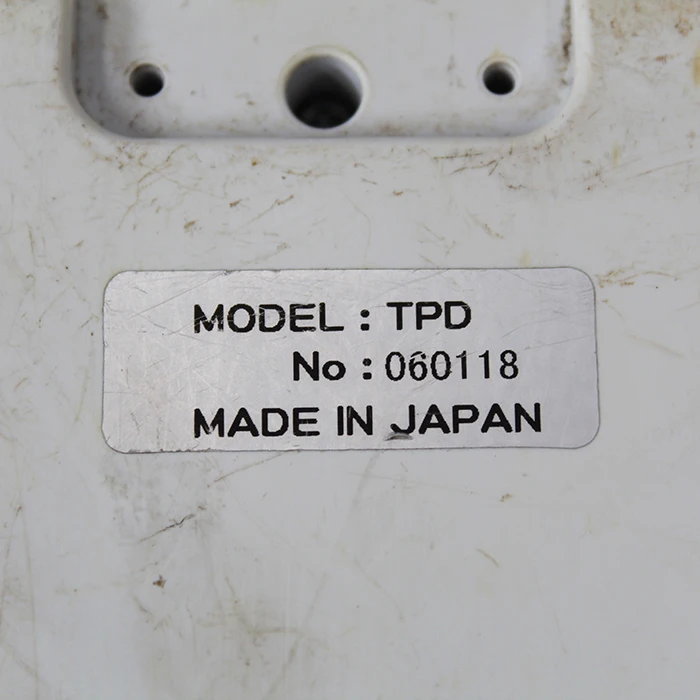 MODEL : TPD
No : 060118
MADE IN JAPAN